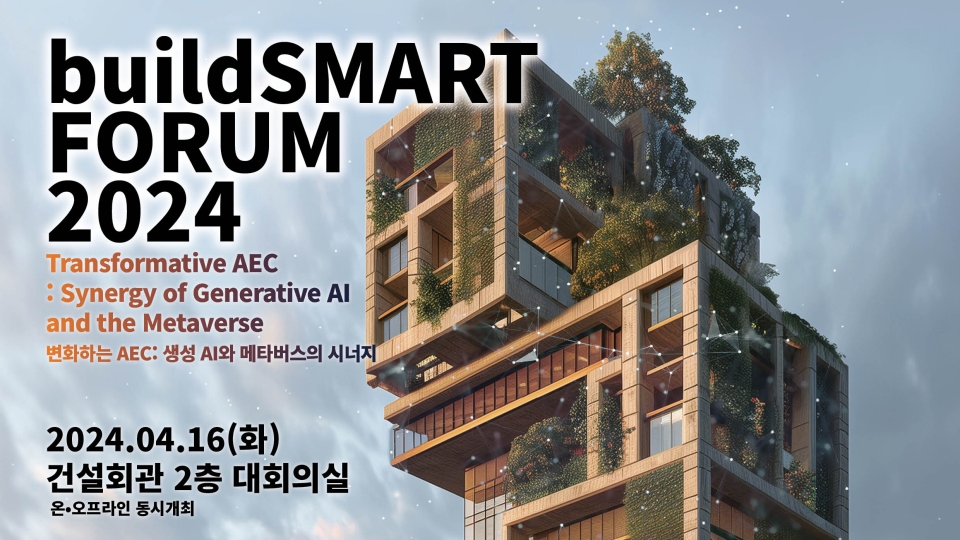 buildSMART
FORUM
2024
Transformative AEC
: Synergy of Generative AI
and the Metaverse
변화하는 AEC: 생성 AI와 메타버스의 시너지
2024.04.16(화)
건설회관 2층 대회의실
온•오프라인 동시개최